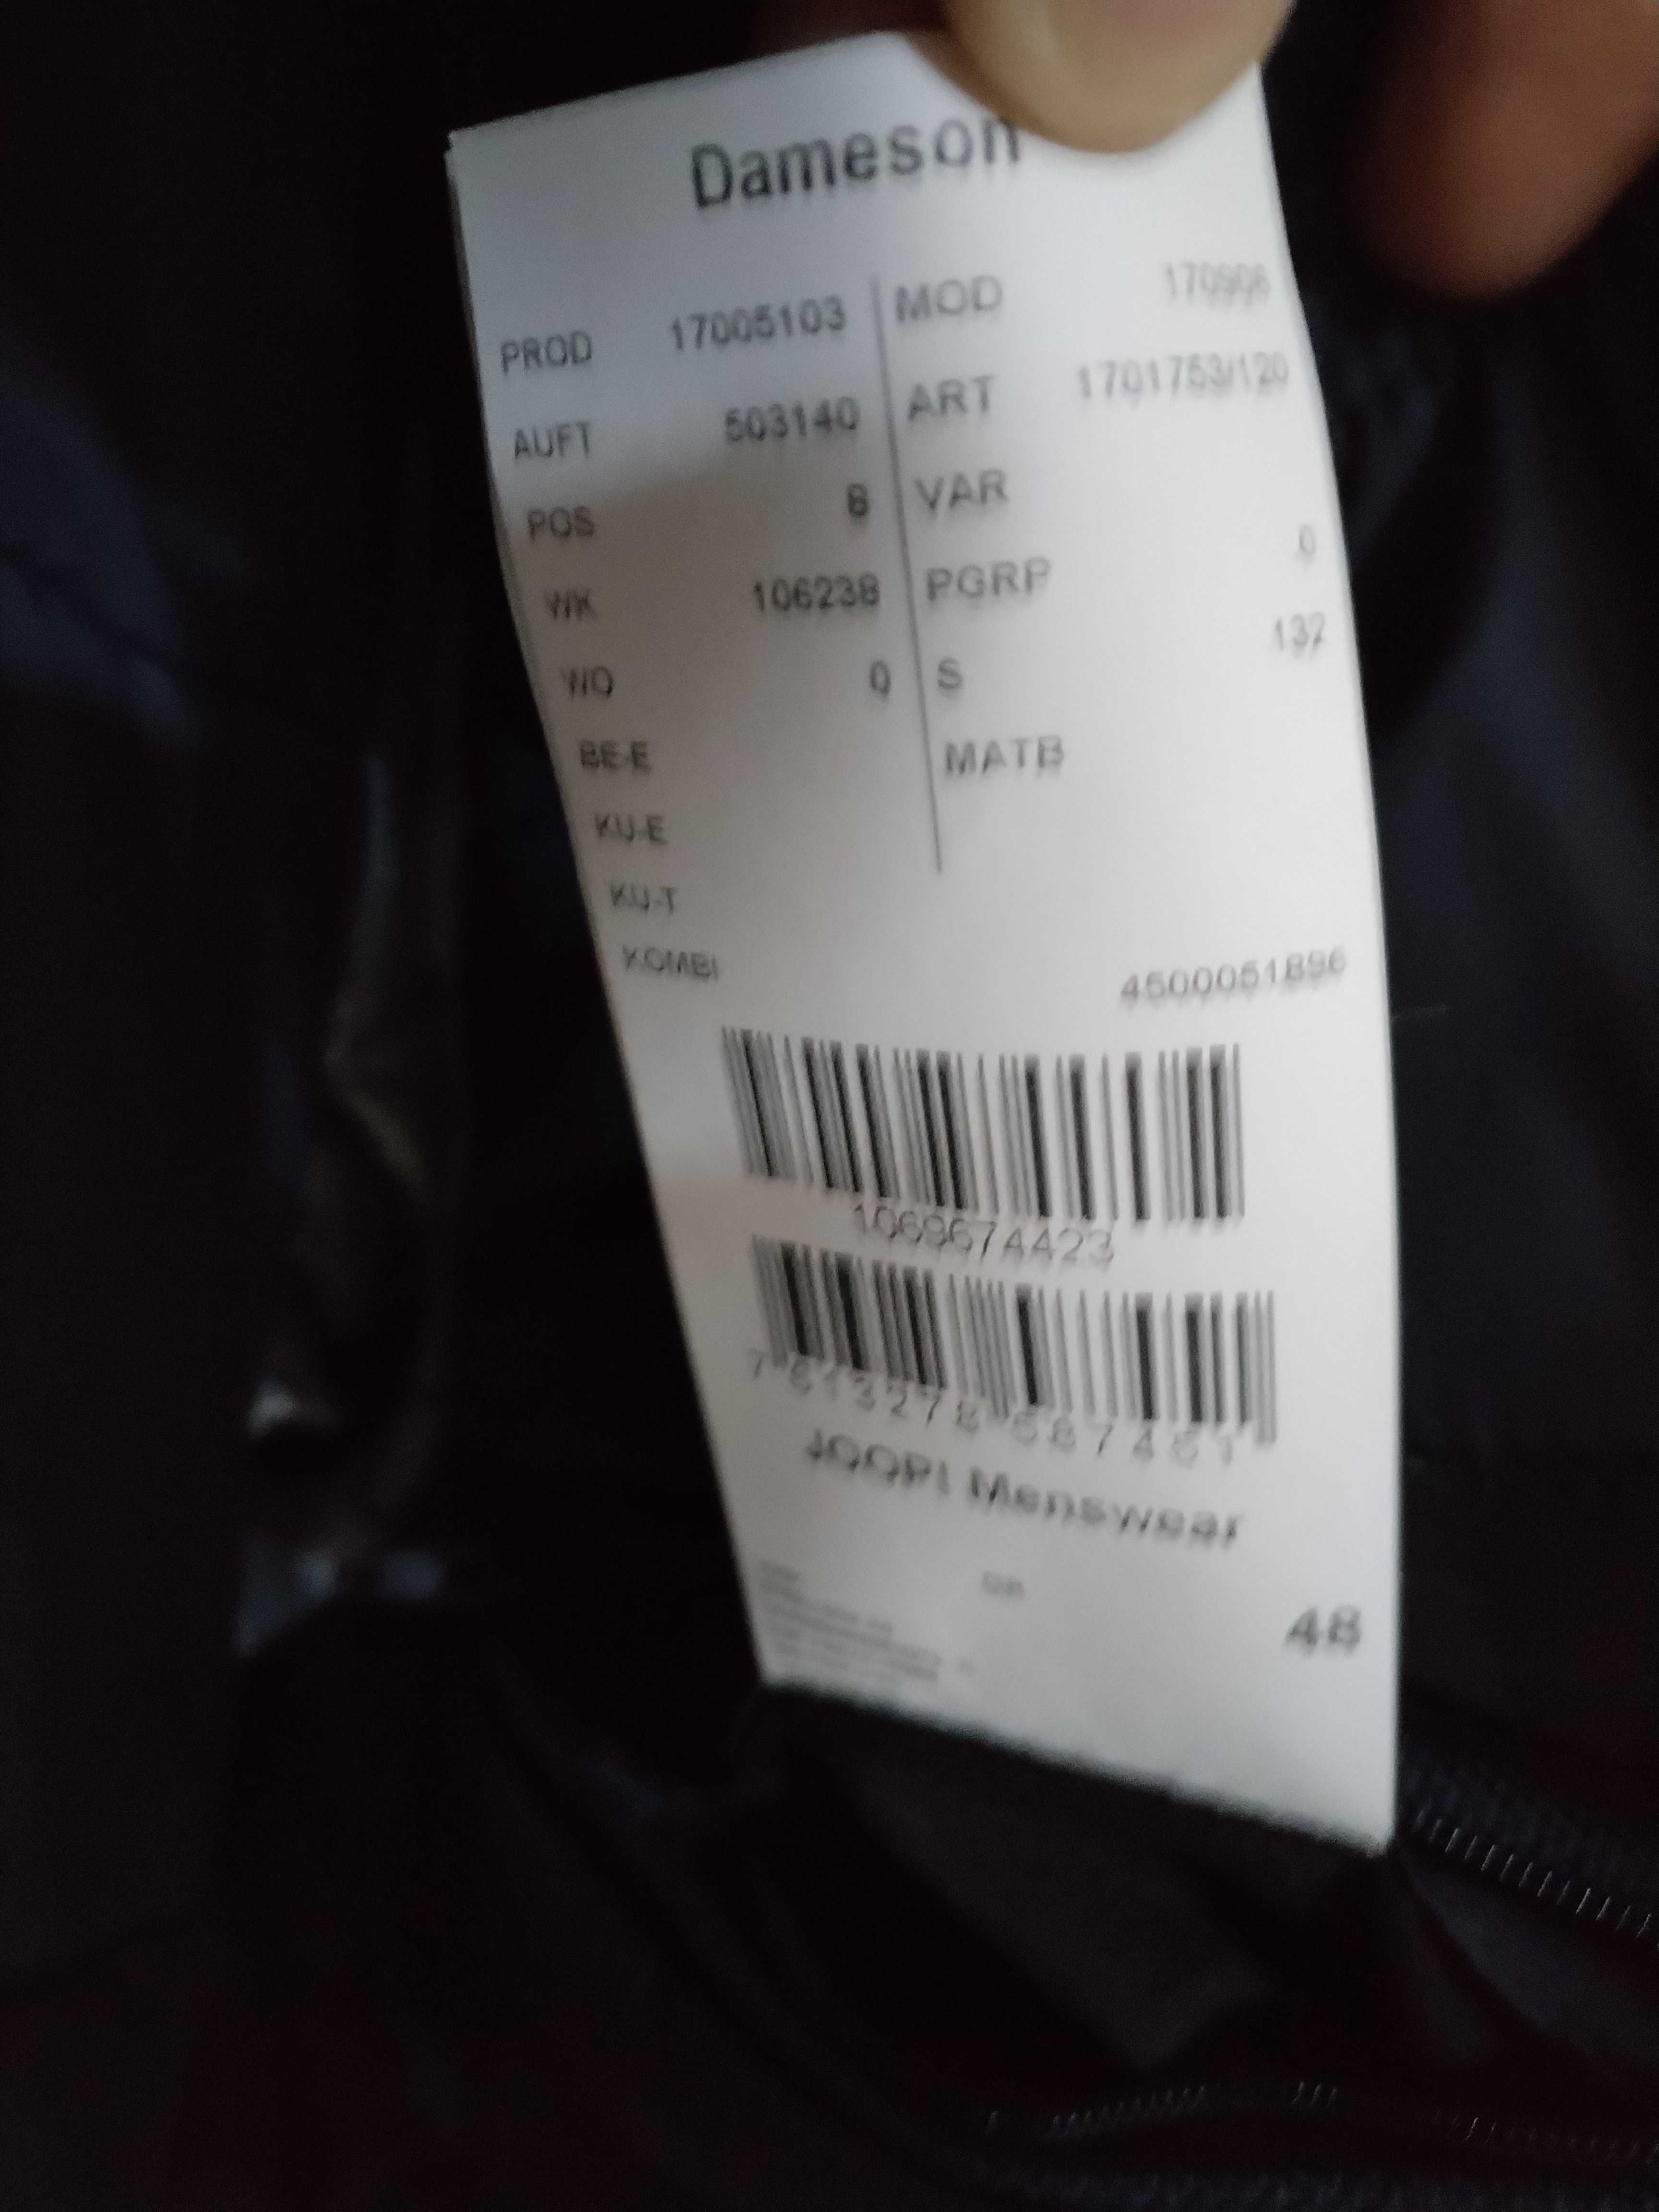 Dameson
PROD 17005103 MOD 170906
AUFT 503140 ART 1701753/120
POS 6 VAR
WK 106238 PGRP 0
WO 0 S 132
BE-E MATB
KU-E
KU-T
KOMBI 4500051896
1069674423
JOOP! Menswear
48